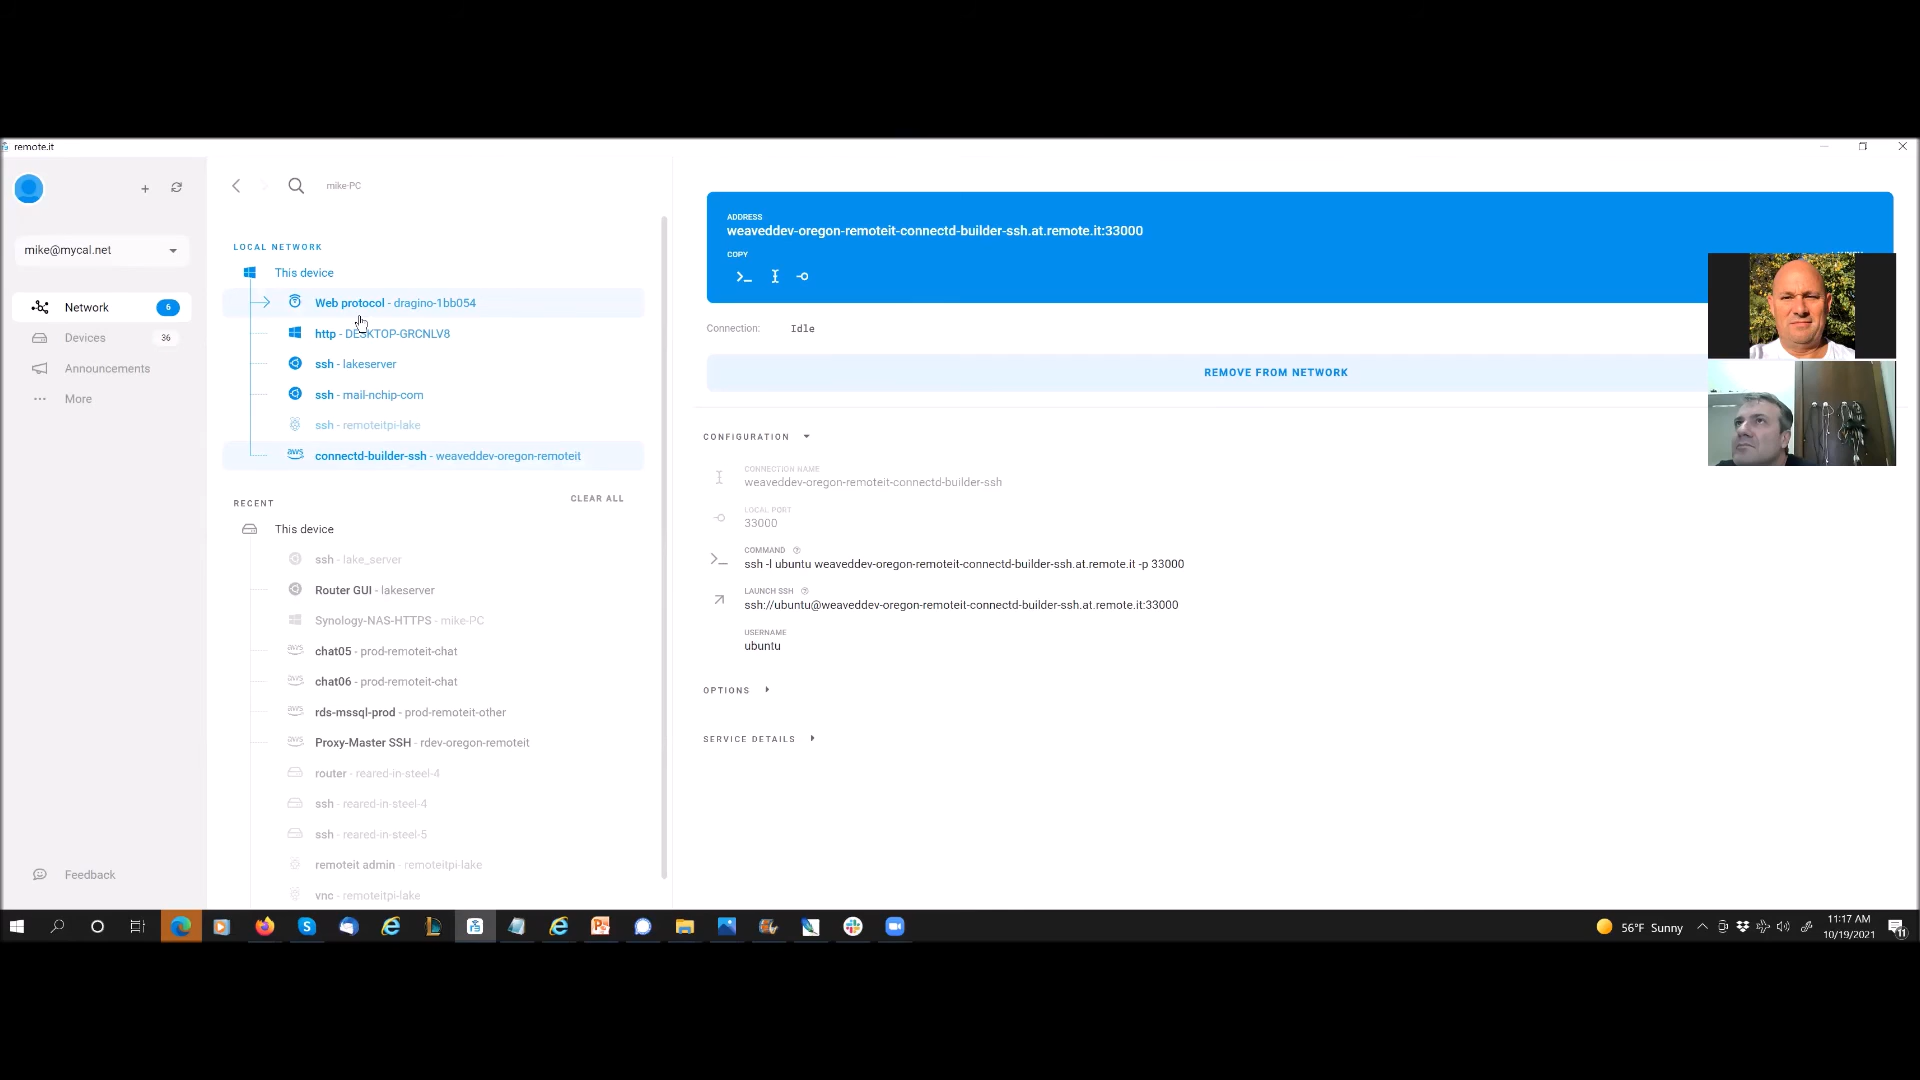 remote.it
mike@mycal.net
Network 6
Devices 36
Announcements
More
Feedback
mike-PC
LOCAL NETWORK
This device
Web protocol - dragino-1bb054
http - DESKTOP-GRCNLV8
ssh - lakeserver
ssh - mail-nchip-com
ssh - remoteitpi-lake
aws connectd-builder-ssh - weaveddev-oregon-remoteit
RECENT CLEAR ALL
This device
ssh - lake_server
Router GUI - lakeserver
Synology-NAS-HTTPS - mike-PC
aws chat05 - prod-remoteit-chat
aws chat06 - prod-remoteit-chat
aws rds-mssql-prod - prod-remoteit-other
aws Proxy-Master SSH - rdev-oregon-remoteit
router - reared-in-steel-4
ssh - reared-in-steel-4
ssh - reared-in-steel-5
remoteit admin - remoteitpi-lake
vnc - remoteitpi-lake
ADDRESS
weaveddev-oregon-remoteit-connectd-builder-ssh.at.remote.it:33000
COPY
Connection: Idle
REMOVE FROM NETWORK
CONFIGURATION
CONNECTION NAME
weaveddev-oregon-remoteit-connectd-builder-ssh
LOCAL PORT
33000
COMMAND
ssh -l ubuntu weaveddev-oregon-remoteit-connectd-builder-ssh.at.remote.it -p 33000
LAUNCH SSH
ssh://ubuntu@weaveddev-oregon-remoteit-connectd-builder-ssh.at.remote.it:33000
USERNAME
ubuntu
OPTIONS
SERVICE DETAILS
56°F Sunny
11:17 AM
10/19/2021
11